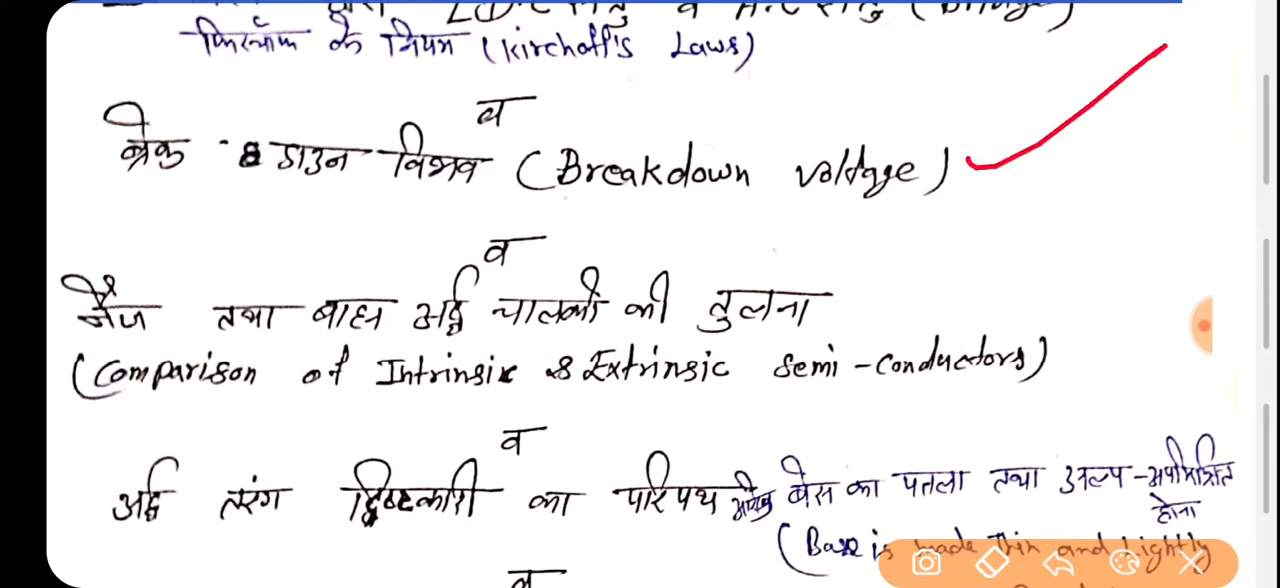 किरचॉफ के नियम (Kirchoff's Laws)
व
ब्रेक डाउन विभव (Breakdown voltage)
व
नैज तथा बाह्य अर्द्ध चालकों की तुलना
(Comparison of Intrinsic & Extrinsic Semi-conductors)
व
अर्द्ध तरंग दिष्टकारी का परिपथ
बेस का पतला तथा अल्प-अपमिश्रित
होना
(Base is made thin and lightly